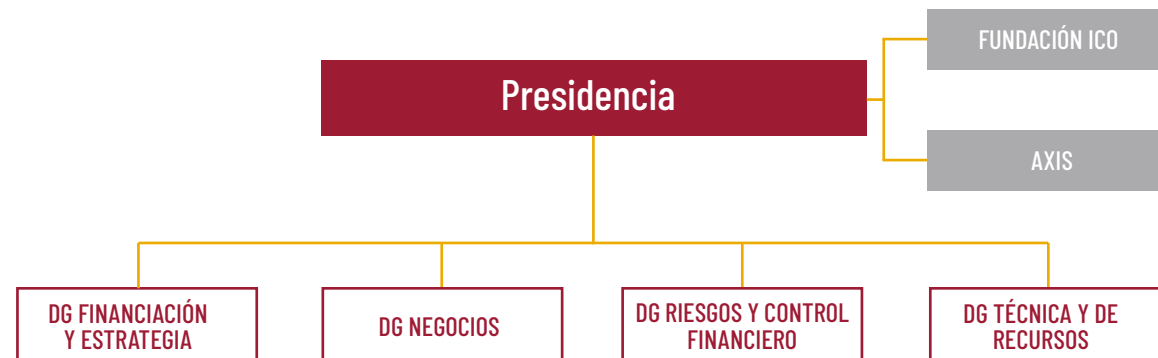 FUNDACIÓN ICO
Presidencia
AXIS
DG FINANCIACIÓN
Y ESTRATEGIA
DG NEGOCIOS
DG RIESGOS Y CONTROL
FINANCIERO
DG TÉCNICA Y DE
RECURSOS